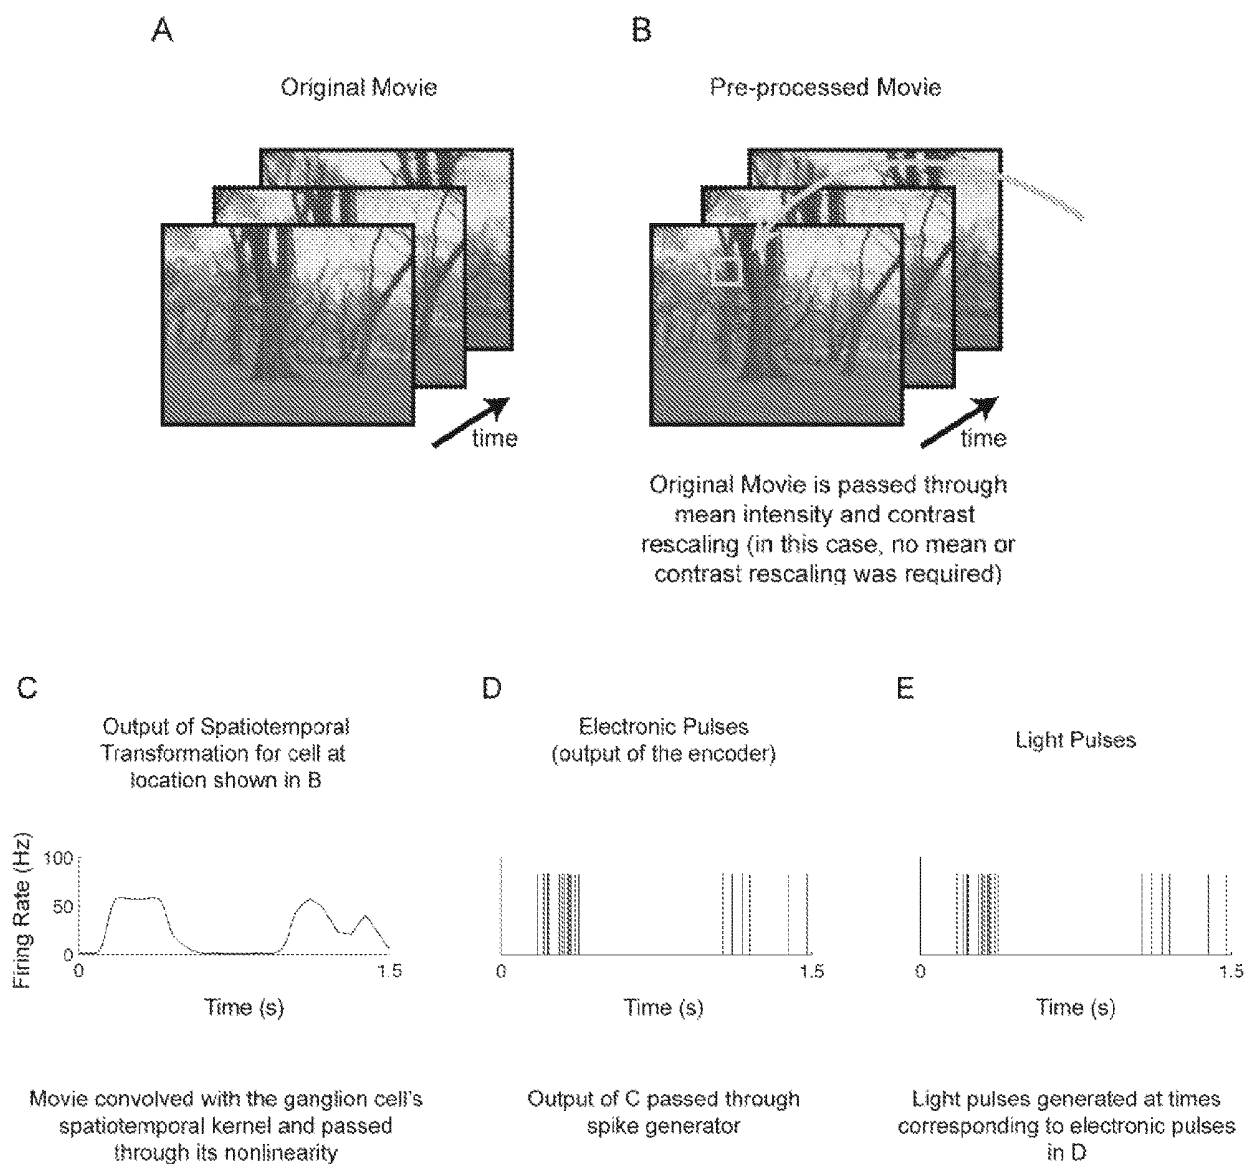 A
B
Original Movie
Pre-processed Movie
time
time
Original Movie is passed through
mean intensity and contrast
rescaling (in this case, no mean or
contrast rescaling was required)
C
Output of Spatiotemporal
Transformation for cell at
location shown in B
D
Electronic Pulses
(output of the encoder)
E
Light Pulses
Firing Rate (Hz)
100
50
0
0
1.5
Time (s)
0
1.5
Time (s)
0
1.5
Time (s)
Movie convolved with the ganglion cell's
spatiotemporal kernel and passed
through its nonlinearity
Output of C passed through
spike generator
Light pulses generated at times
corresponding to electronic pulses
in D